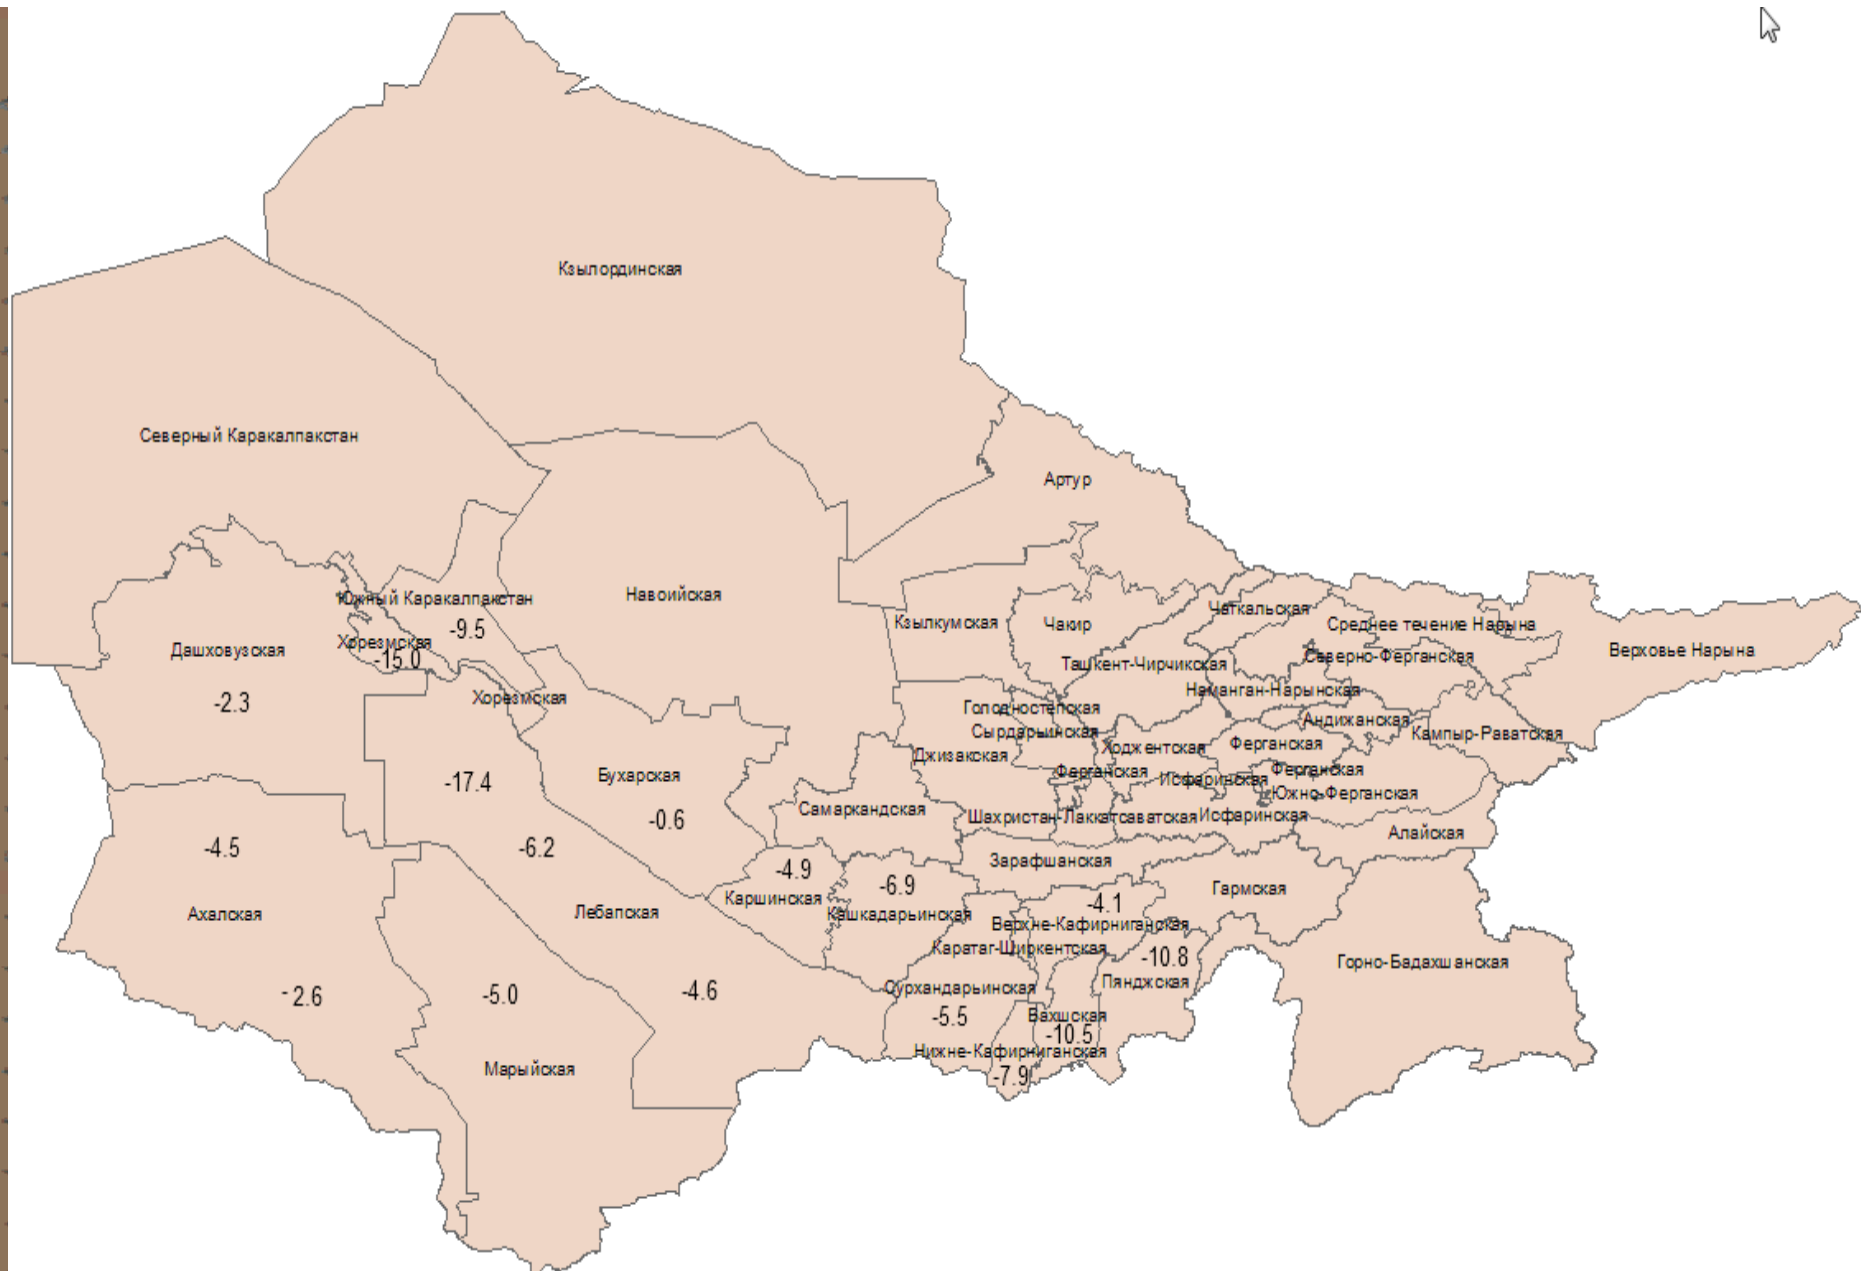 Кзылординская
Северный Каракалпакстан
Артур
Навоийская
Южный Каракалпакстан
-9.5
Хорезмская
-15.0
Дашховузская
-2.3
Кзылкумская
Чакир
Чаткальская
Среднее течение Нарына
Верховье Нарына
Ташкент-Чирчикская
Северно-Ферганская
Наманган-Нарынская
Хорезмская
Голодностепская
Сырдарьинская
Джизакская
Ходжентская
Андижанская
Ферганская
Кампыр-Раватская
Ферганская
Исфаринская
Ферганская
Южно-Ферганская
-17.4
Бухарская
-0.6
Самаркандская
Шахристан-Лаккатсаватская
Исфаринская
Алайская
-4.5
-6.2
Зарафшанская
-4.9
Каршинская
-6.9
Кашкадарьинская
Гармская
-4.1
Верхне-Кафирниганская
Ахалская
Лебапская
Каратаг-Ширкентская
-10.8
Пянджская
Горно-Бадахшанская
-2.6
-5.0
-4.6
Сурхандарьинская
-5.5
Вахшская
-10.5
Нижне-Кафирниганская
-7.9
Марыйская